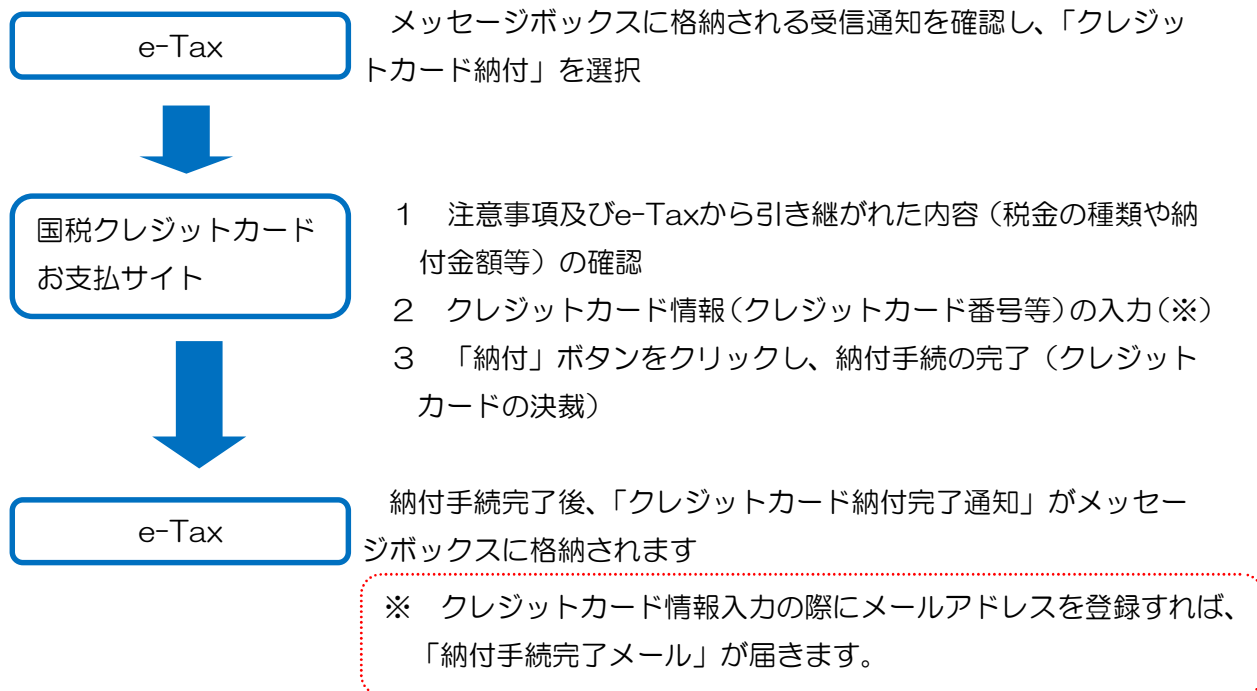 e-Tax
メッセージボックスに格納される受信通知を確認し、「クレジッ
トカード納付」を選択
国税クレジットカード
お支払サイト
１　注意事項及びe-Taxから引き継がれた内容（税金の種類や納
付金額等）の確認
２　クレジットカード情報（クレジットカード番号等）の入力（※）
３　「納付」ボタンをクリックし、納付手続の完了（クレジット
カードの決裁）
e-Tax
納付手続完了後、「クレジットカード納付完了通知」がメッセー
ジボックスに格納されます
※　クレジットカード情報入力の際にメールアドレスを登録すれば、
「納付手続完了メール」が届きます。